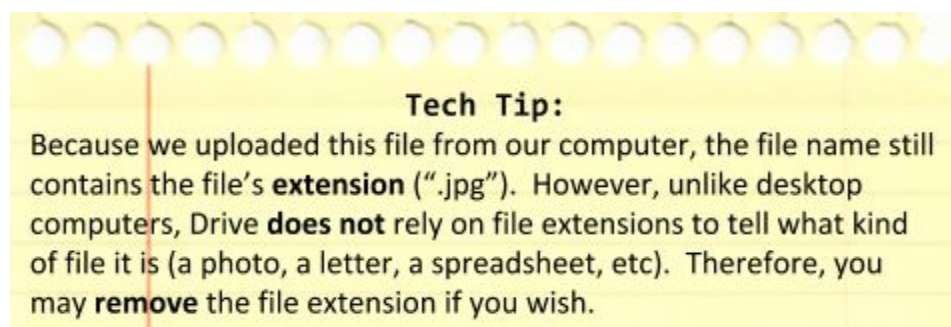 Tech Tip:
Because we uploaded this file from our computer, the file name still
contains the file’s extension (“.jpg”).  However, unlike desktop
computers, Drive does not rely on file extensions to tell what kind
of file it is (a photo, a letter, a spreadsheet, etc).  Therefore, you
may remove the file extension if you wish.